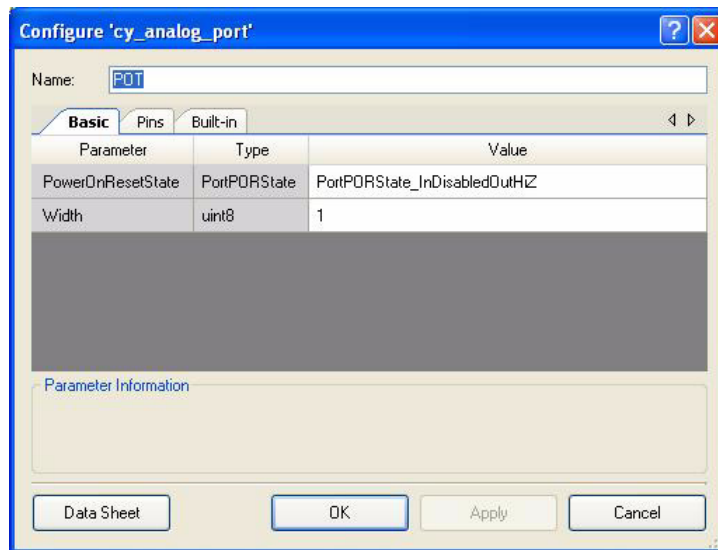 Configure 'cy_analog_port'
Name: POT
Basic Pins Built-in
Parameter Type Value
PowerOnResetState PortPORState PortPORState_InDisabledOutHiZ
Width uint8 1
Parameter Information
Data Sheet OK Apply Cancel